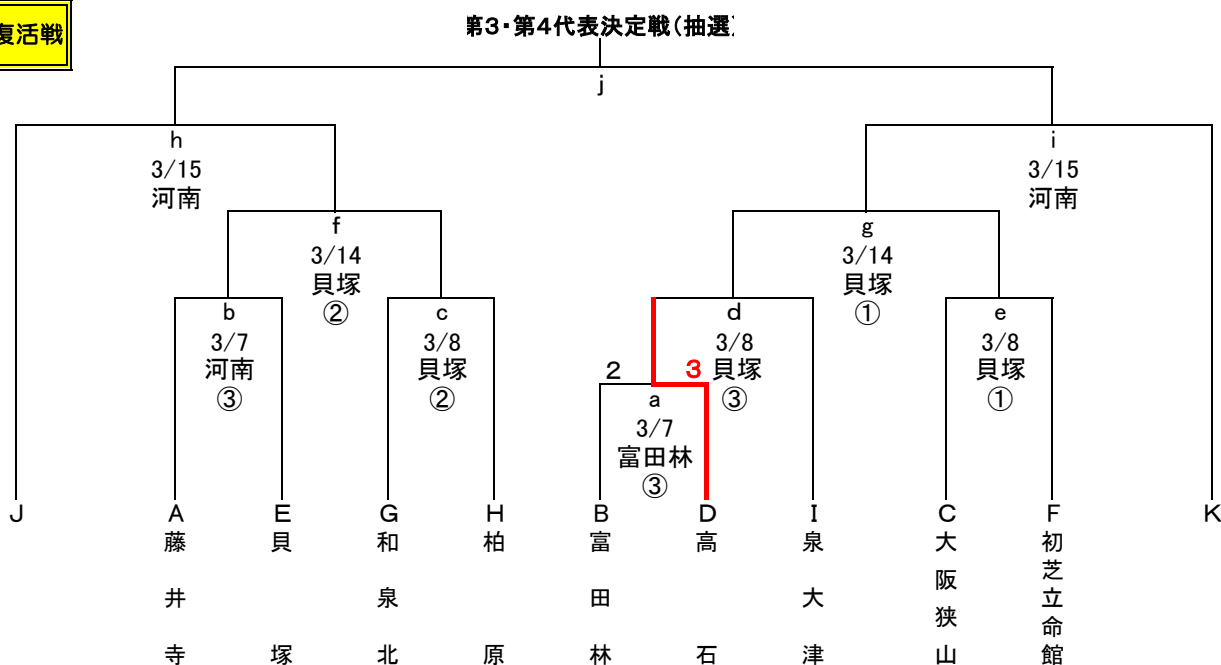 復活戦
第3・第4代表決定戦(抽選)
j
h
3/15
河南
i
3/15
河南
f
3/14
貝塚
②
g
3/14
貝塚
①
b
3/7
河南
③
c
3/8
貝塚
②
d
3/8
貝塚
③
e
3/8
貝塚
①
2
3
a
3/7
富田林
③
J
A
藤井寺
E
貝塚
G
和泉北
H
柏原
B
富田林
D
高石
I
泉大津
C
大阪狭山
F
初芝立命館
K